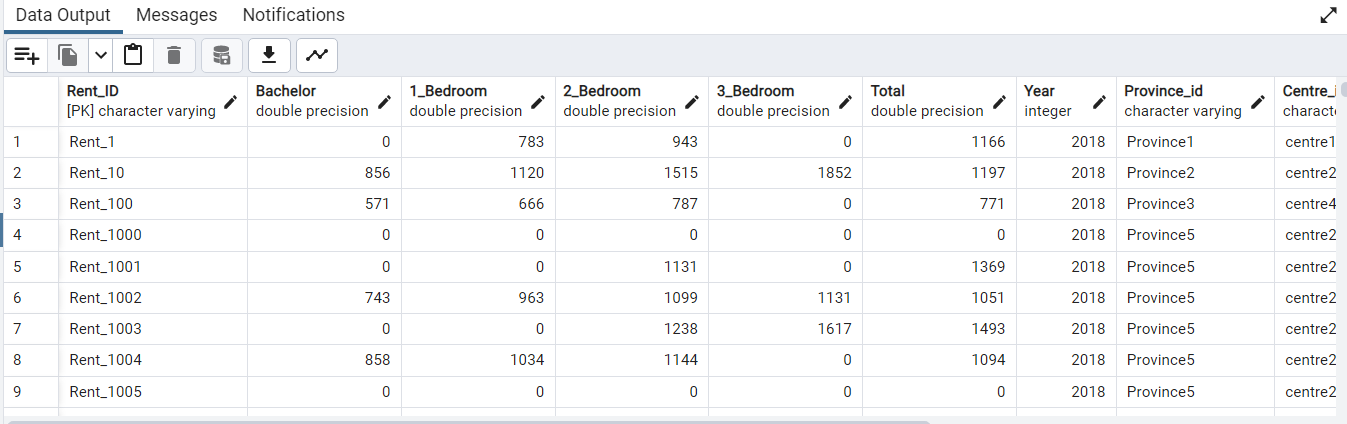 Data Output Messages Notifications
Rent_ID Bachelor 1_Bedroom 2_Bedroom 3_Bedroom Total Year Province_id Centre_i
[PK] character varying double precision double precision double precision double precision double precision integer character varying charact
1 Rent_1 0 783 943 0 1166 2018 Province1 centre1
2 Rent_10 856 1120 1515 1852 1197 2018 Province2 centre2
3 Rent_100 571 666 787 0 771 2018 Province3 centre4
4 Rent_1000 0 0 0 0 0 2018 Province5 centre2
5 Rent_1001 0 0 1131 0 1369 2018 Province5 centre2
6 Rent_1002 743 963 1099 1131 1051 2018 Province5 centre2
7 Rent_1003 0 0 1238 1617 1493 2018 Province5 centre2
8 Rent_1004 858 1034 1144 0 1094 2018 Province5 centre2
9 Rent_1005 0 0 0 0 0 2018 Province5 centre2